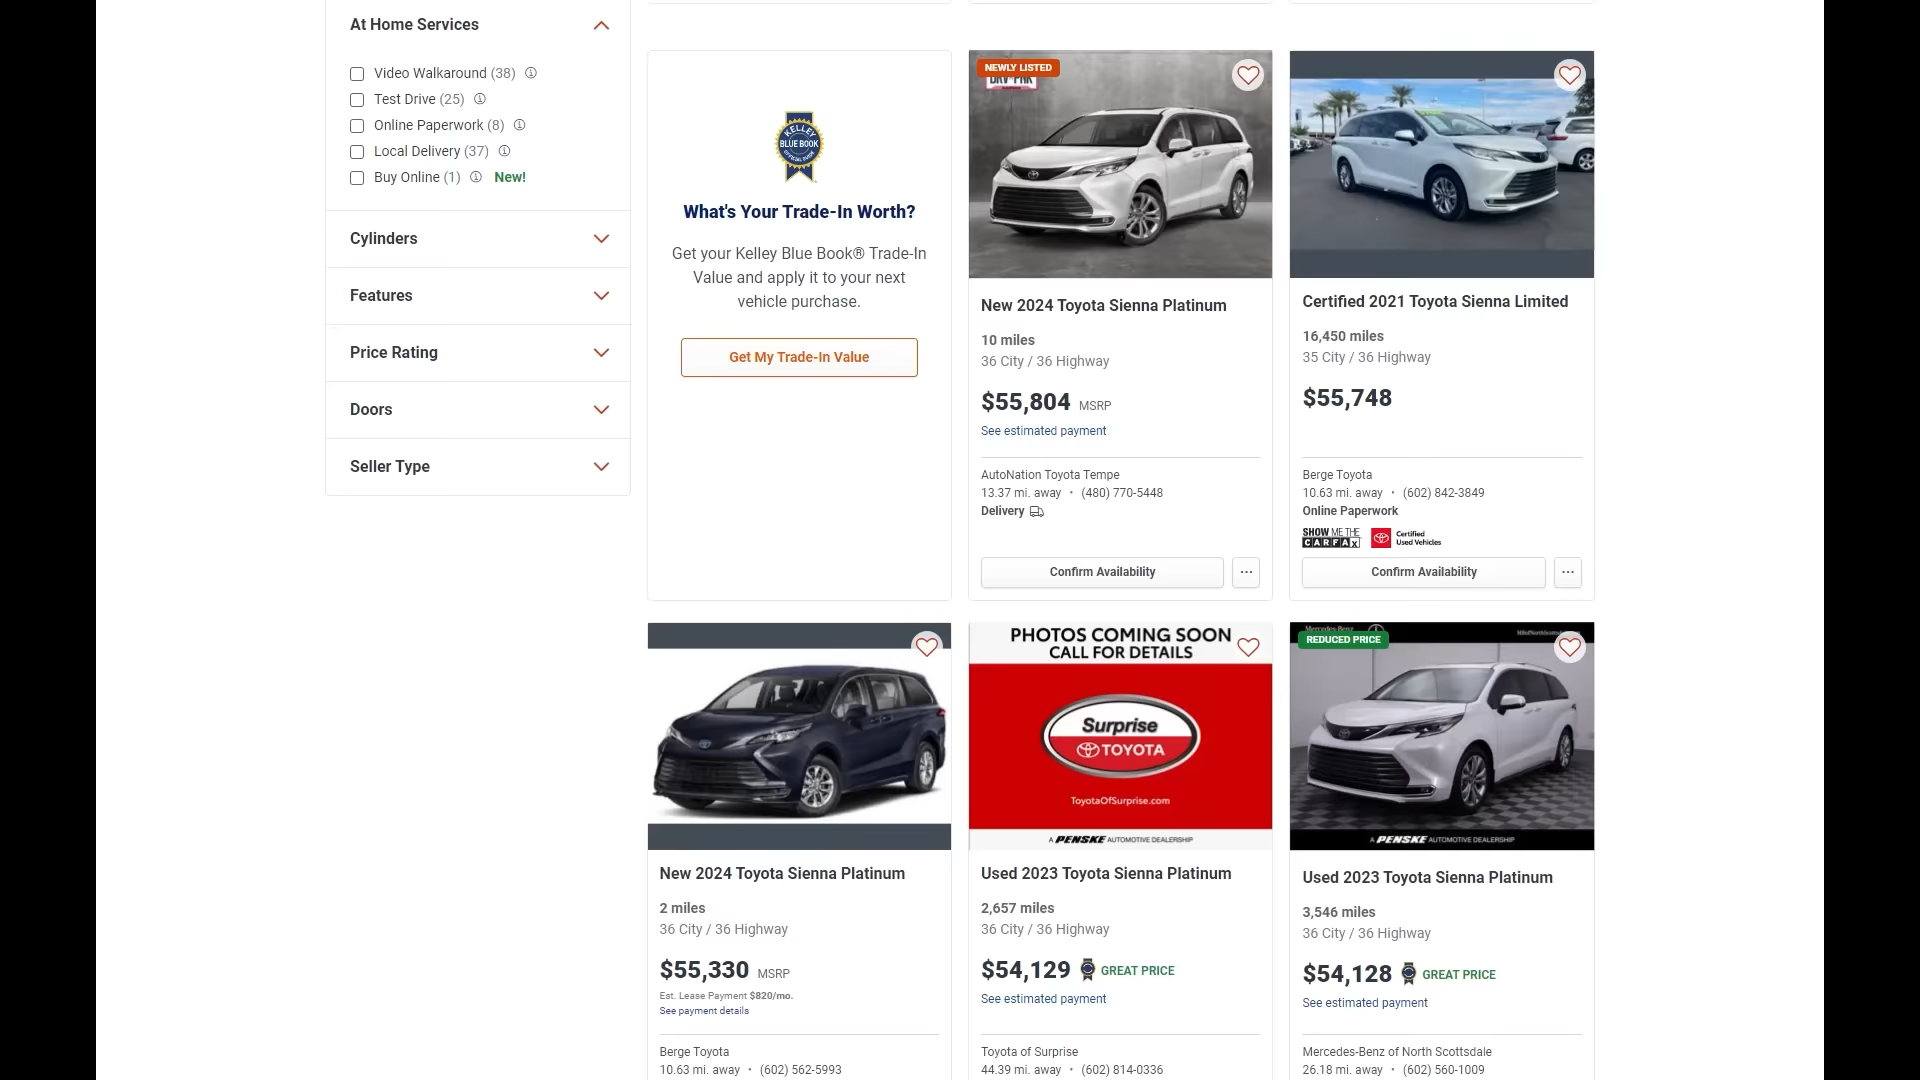 At Home Services
Video Walkaround (38)
Test Drive (25)
Online Paperwork (8)
Local Delivery (37)
Buy Online (1) New!
Cylinders
Features
Price Rating
Doors
Seller Type
KELLEY
BLUE BOOK
OFFICIAL GUIDE
What's Your Trade-In Worth?
Get your Kelley Blue Book® Trade-In
Value and apply it to your next
vehicle purchase.
Get My Trade-In Value
NEWLY LISTED
New 2024 Toyota Sienna Platinum
10 miles
36 City / 36 Highway
$55,804 MSRP
See estimated payment
AutoNation Toyota Tempe
13.37 mi. away • (480) 770-5448
Delivery
Confirm Availability
...
Certified 2021 Toyota Sienna Limited
16,450 miles
35 City / 36 Highway
$55,748
Berge Toyota
10.63 mi. away • (602) 842-3849
Online Paperwork
SHOW ME THE
CARFAX
Certified
Used Vehicles
Confirm Availability
...
New 2024 Toyota Sienna Platinum
2 miles
36 City / 36 Highway
$55,330 MSRP
Est. Lease Payment $820/mo.
See payment details
Berge Toyota
10.63 mi. away • (602) 562-5993
PHOTOS COMING SOON
CALL FOR DETAILS
Surprise
TOYOTA
ToyotaOfSurprise.com
A PENSKE AUTOMOTIVE DEALERSHIP
Used 2023 Toyota Sienna Platinum
2,657 miles
36 City / 36 Highway
$54,129 GREAT PRICE
See estimated payment
Toyota of Surprise
44.39 mi. away • (602) 814-0336
Mercedes-Benz
REDUCED PRICE
A PENSKE AUTOMOTIVE DEALERSHIP
Used 2023 Toyota Sienna Platinum
3,546 miles
36 City / 36 Highway
$54,128 GREAT PRICE
See estimated payment
Mercedes-Benz of North Scottsdale
26.18 mi. away • (602) 560-1009